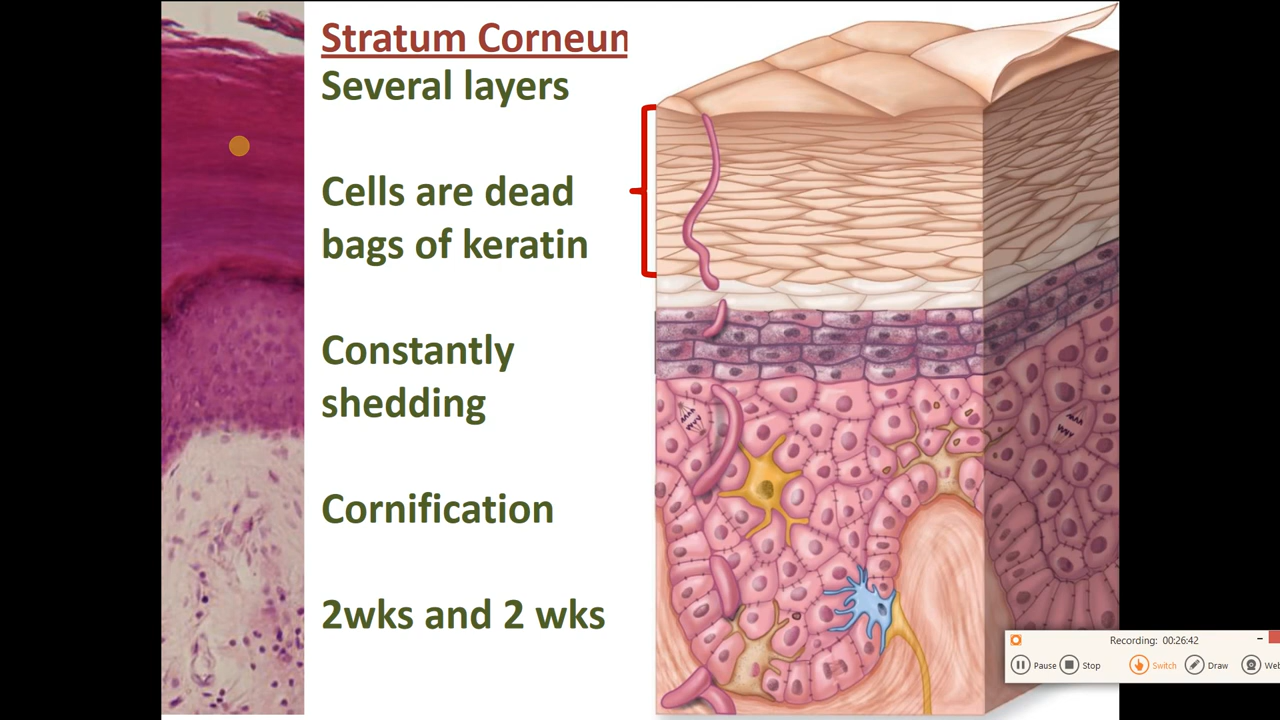 Stratum Corneun
Several layers
Cells are dead
bags of keratin
Constantly
shedding
Cornification
2wks and 2 wks
Recording: 00:26:42
Pause Stop Switch Draw Web